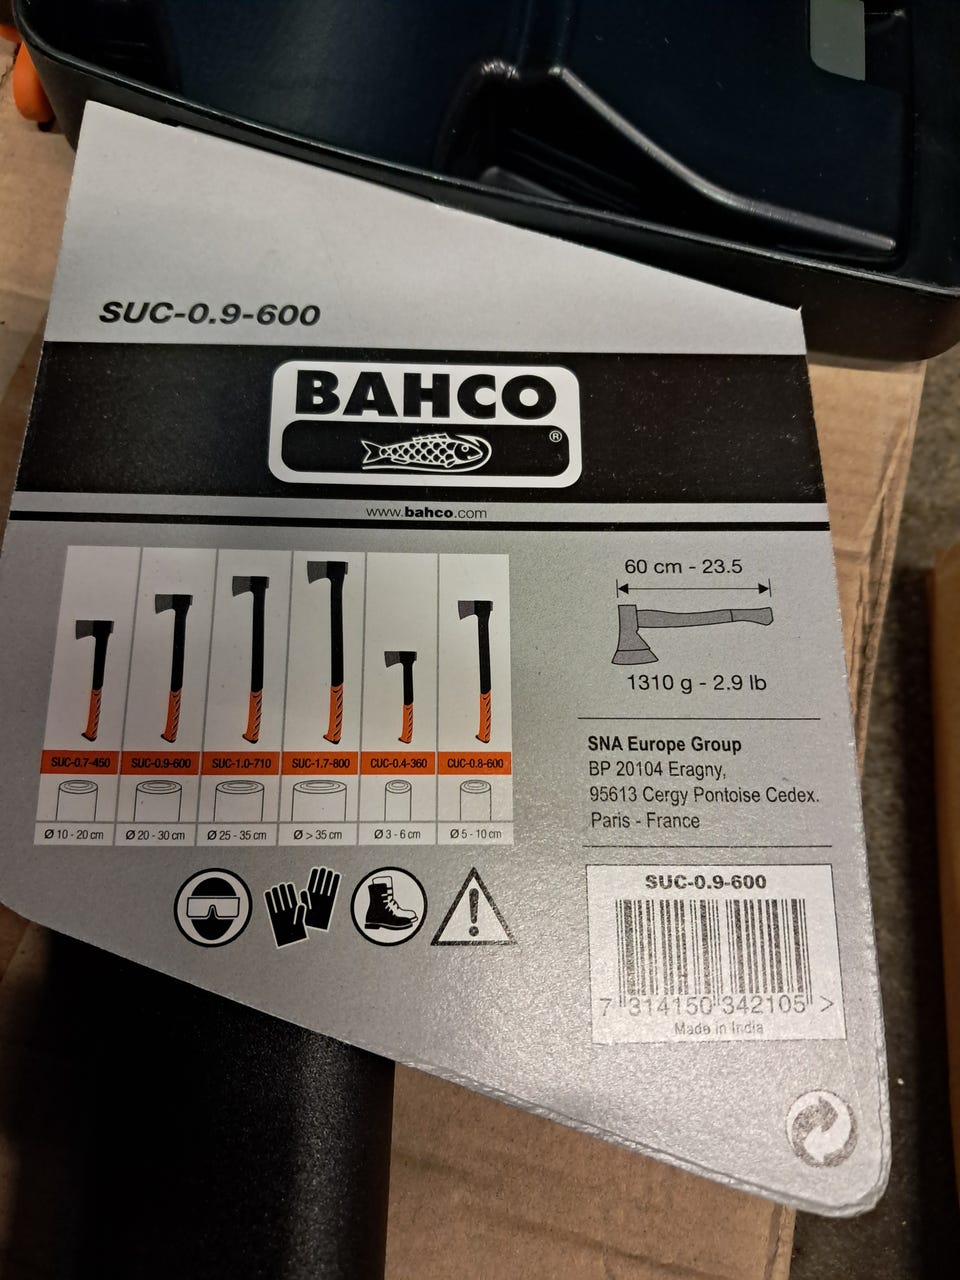 SUC-0.9-600
BAHCO
®
www.bahco.com
60 cm - 23.5
1310 g - 2.9 lb
SUC-0.7-450 SUC-0.9-600 SUC-1.0-710 SUC-1.7-800 CUC-0.4-360 CUC-0.8-600
Ø 10 - 20 cm Ø 20 - 30 cm Ø 25 - 35 cm Ø > 35 cm Ø 3 - 6 cm Ø 5 - 10 cm
SNA Europe Group
BP 20104 Eragny,
95613 Cergy Pontoise Cedex.
Paris - France
SUC-0.9-600
7 314150 342105 >
Made in India